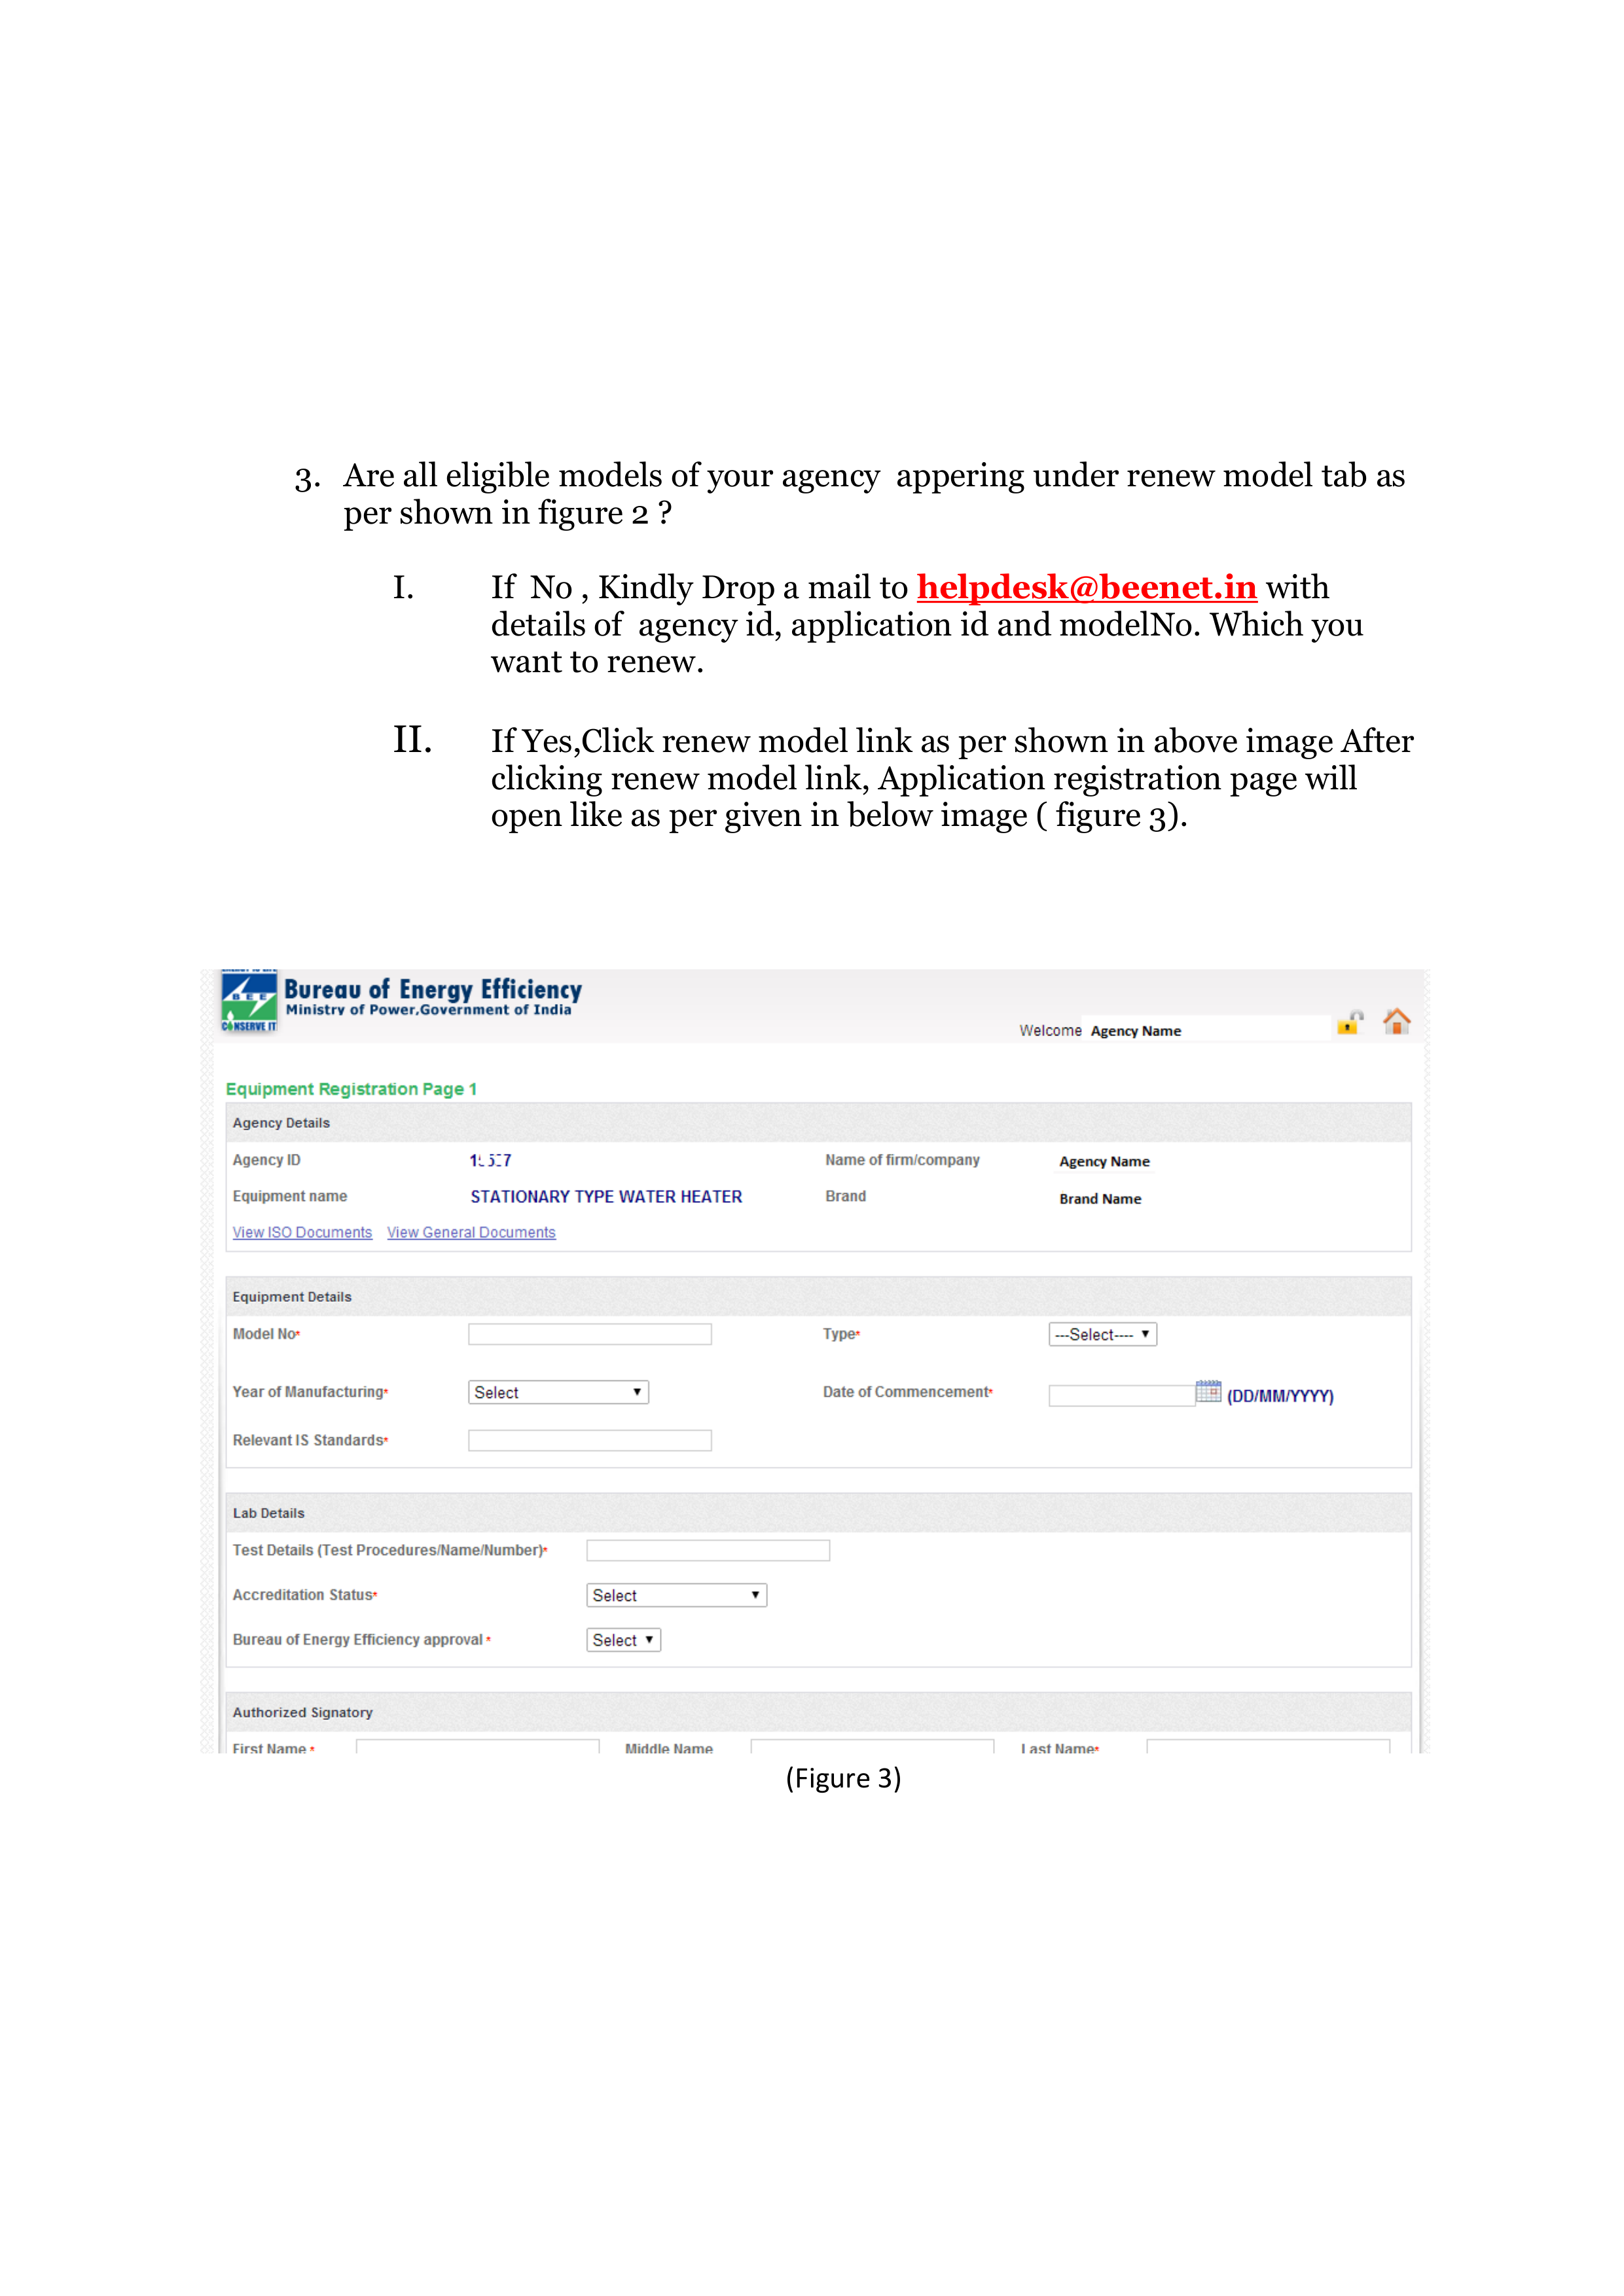 3. Are all eligible models of your agency appering under renew model tab as
per shown in figure 2 ?
I. If No , Kindly Drop a mail to helpdesk@beenet.in with
details of agency id, application id and modelNo. Which you
want to renew.
II. If Yes,Click renew model link as per shown in above image After
clicking renew model link, Application registration page will
open like as per given in below image ( figure 3).
BEE
CONSERVE IT
Bureau of Energy Efficiency
Ministry of Power,Government of India
Welcome Agency Name
Equipment Registration Page 1
Agency Details
Agency ID Name of firm/company Agency Name
Equipment name STATIONARY TYPE WATER HEATER Brand Brand Name
View ISO Documents View General Documents
Equipment Details
Model No* Type* ---Select----
Year of Manufacturing* Select Date of Commencement* (DD/MM/YYYY)
Relevant IS Standards*
Lab Details
Test Details (Test Procedures/Name/Number)*
Accreditation Status* Select
Bureau of Energy Efficiency approval * Select
Authorized Signatory
First Name * Middle Name Last Name*
(Figure 3)